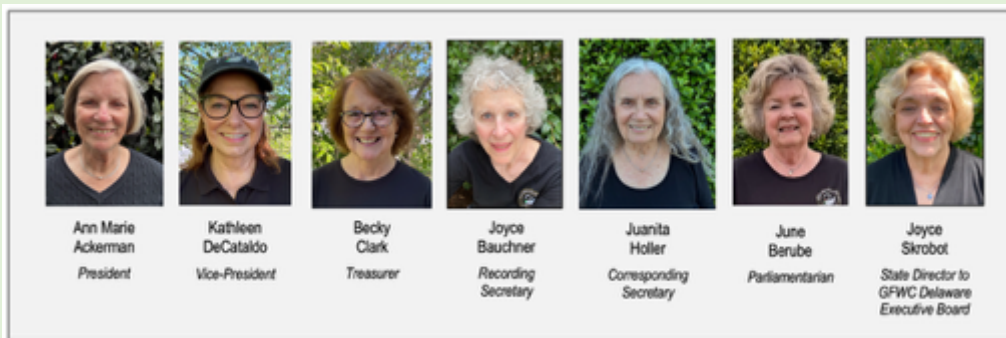 Ann Marie
Ackerman
President
Kathleen
DeCataldo
Vice-President
Becky
Clark
Treasurer
Joyce
Bauchner
Recording
Secretary
Juanita
Holler
Corresponding
Secretary
June
Berube
Parliamentarian
Joyce
Skrobot
State Director to
GFWC Delaware
Executive Board